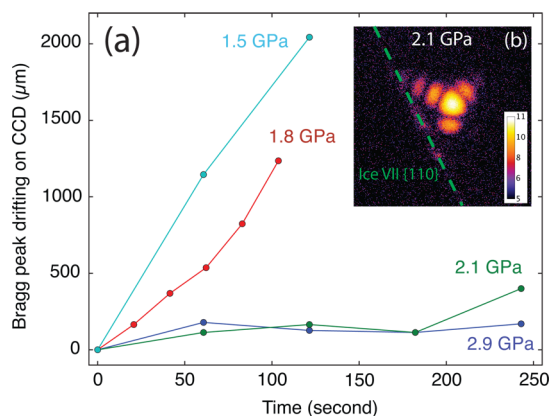 (a)
1.5 GPa
1.8 GPa
2.1 GPa
(b)
Ice VII {110}
11
10
9
8
7
6
5
2.1 GPa
2.9 GPa
Bragg peak drifting on CCD (μm)
2000
1500
1000
500
0
0 50 100 150 200 250
Time (second)